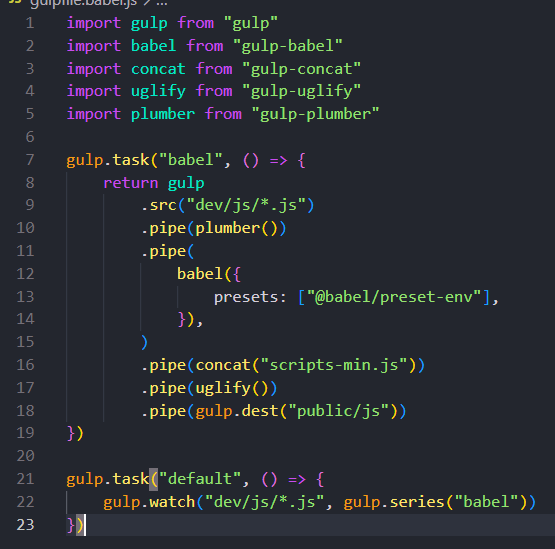 JS gulpfile.babel.js > ...
1 import gulp from "gulp"
2 import babel from "gulp-babel"
3 import concat from "gulp-concat"
4 import uglify from "gulp-uglify"
5 import plumber from "gulp-plumber"
6
7 gulp.task("babel", () => {
8     return gulp
9         .src("dev/js/*.js")
10         .pipe(plumber())
11         .pipe(
12             babel({
13                 presets: ["@babel/preset-env"],
14             }),
15         )
16         .pipe(concat("scripts-min.js"))
17         .pipe(uglify())
18         .pipe(gulp.dest("public/js"))
19 })
20
21 gulp.task("default", () => {
22     gulp.watch("dev/js/*.js", gulp.series("babel"))
23 })